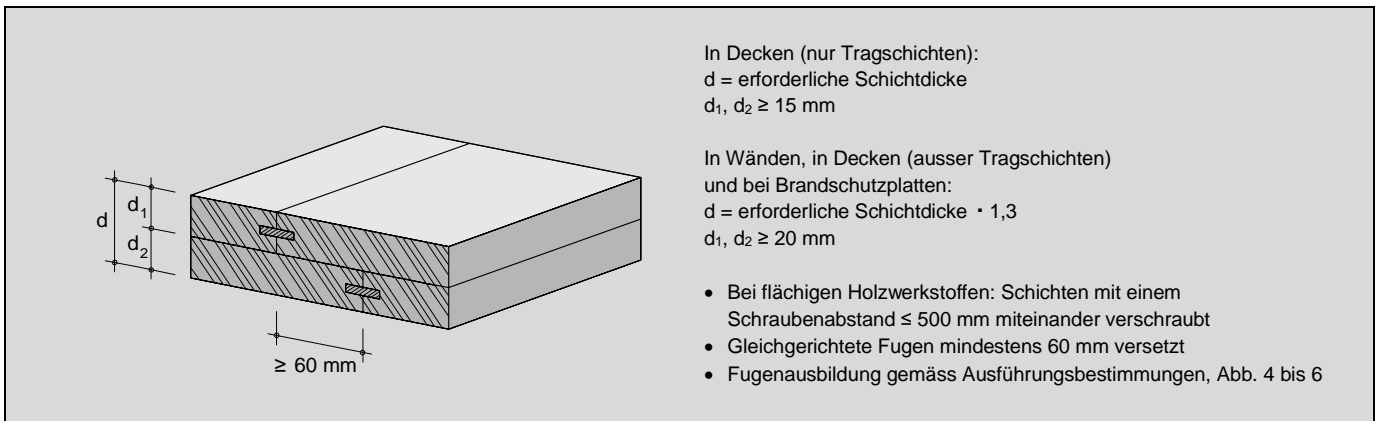 In Decken (nur Tragschichten):
d = erforderliche Schichtdicke
d₁, d₂ ≥ 15 mm
In Wänden, in Decken (ausser Tragschichten)
und bei Brandschutzplatten:
d = erforderliche Schichtdicke · 1,3
d₁, d₂ ≥ 20 mm
• Bei flächigen Holzwerkstoffen: Schichten mit einem
Schraubenabstand ≤ 500 mm miteinander verschraubt
• Gleichgerichtete Fugen mindestens 60 mm versetzt
• Fugenausbildung gemäss Ausführungsbestimmungen, Abb. 4 bis 6
d
d₁
d₂
≥ 60 mm